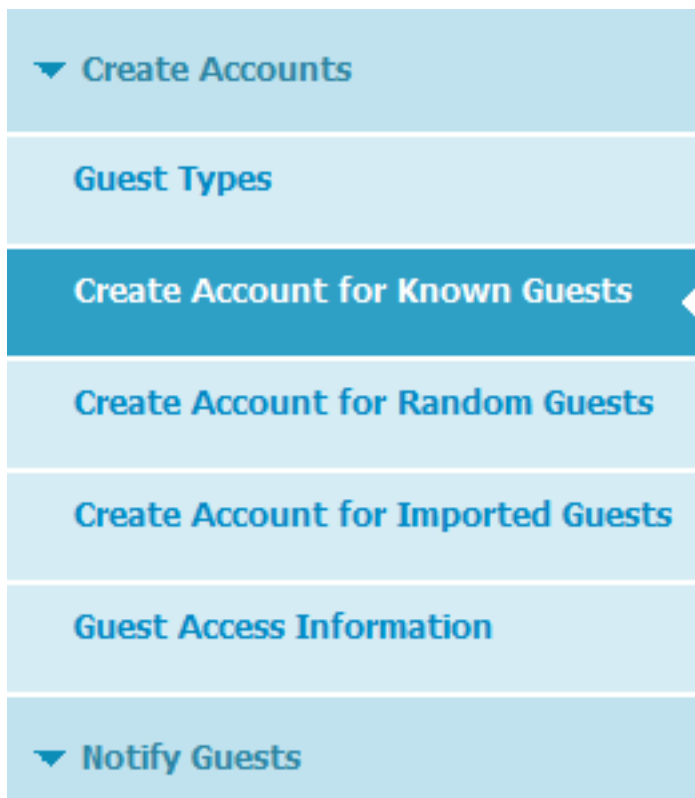 Create Accounts
Guest Types
Create Account for Known Guests
Create Account for Random Guests
Create Account for Imported Guests
Guest Access Information
Notify Guests